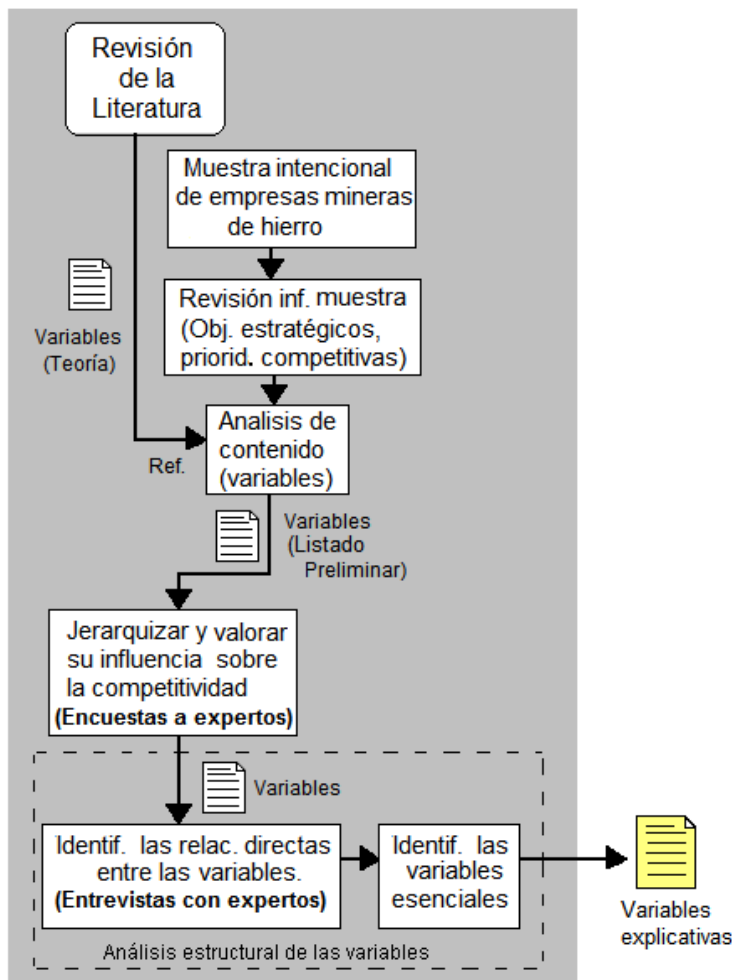 Revisión
de la
Literatura
Muestra intencional
de empresas mineras
de hierro
Variables
(Teoría)
Revisión inf. muestra
(Obj. estratégicos,
priorid. competitivas)
Analisis de
contenido
(variables)
Ref.
Variables
(Listado
Preliminar)
Jerarquizar y valorar
su influencia sobre
la competitividad
(Encuestas a expertos)
Variables
Identif. las relac. directas
entre las variables.
(Entrevistas con expertos)
Identif. las
variables
esenciales
Variables
explicativas
Análisis estructural de las variables